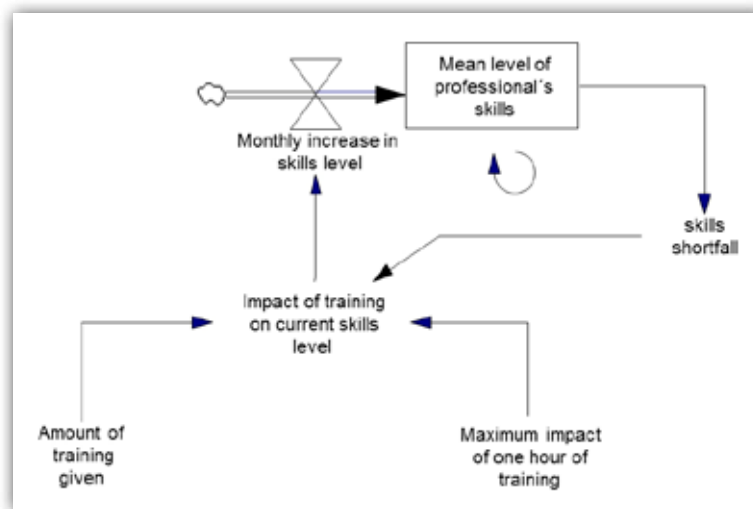 Mean level of
professional´s
skills
Monthly increase in
skills level
skills
shortfall
Impact of training
on current skills
level
Amount of
training
given
Maximum impact
of one hour of
training